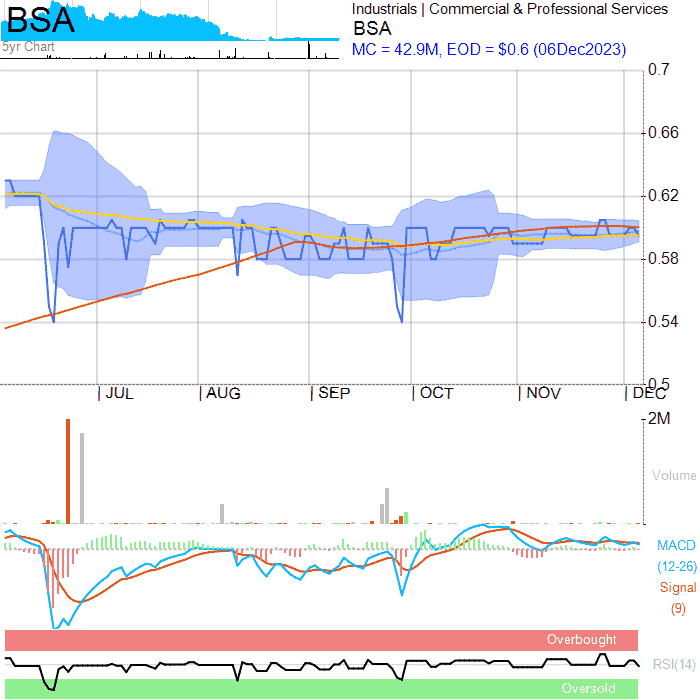 BSA
5yr Chart
Industrials | Commercial & Professional Services
BSA
MC = 42.9M, EOD = $0.6 (06Dec2023)
0.7
0.66
0.62
0.58
0.54
0.5
| JUL | AUG | SEP | OCT | NOV | DEC
2M
Volume
MACD
(12-26)
Signal
(9)
Overbought
RSI(14)
Oversold